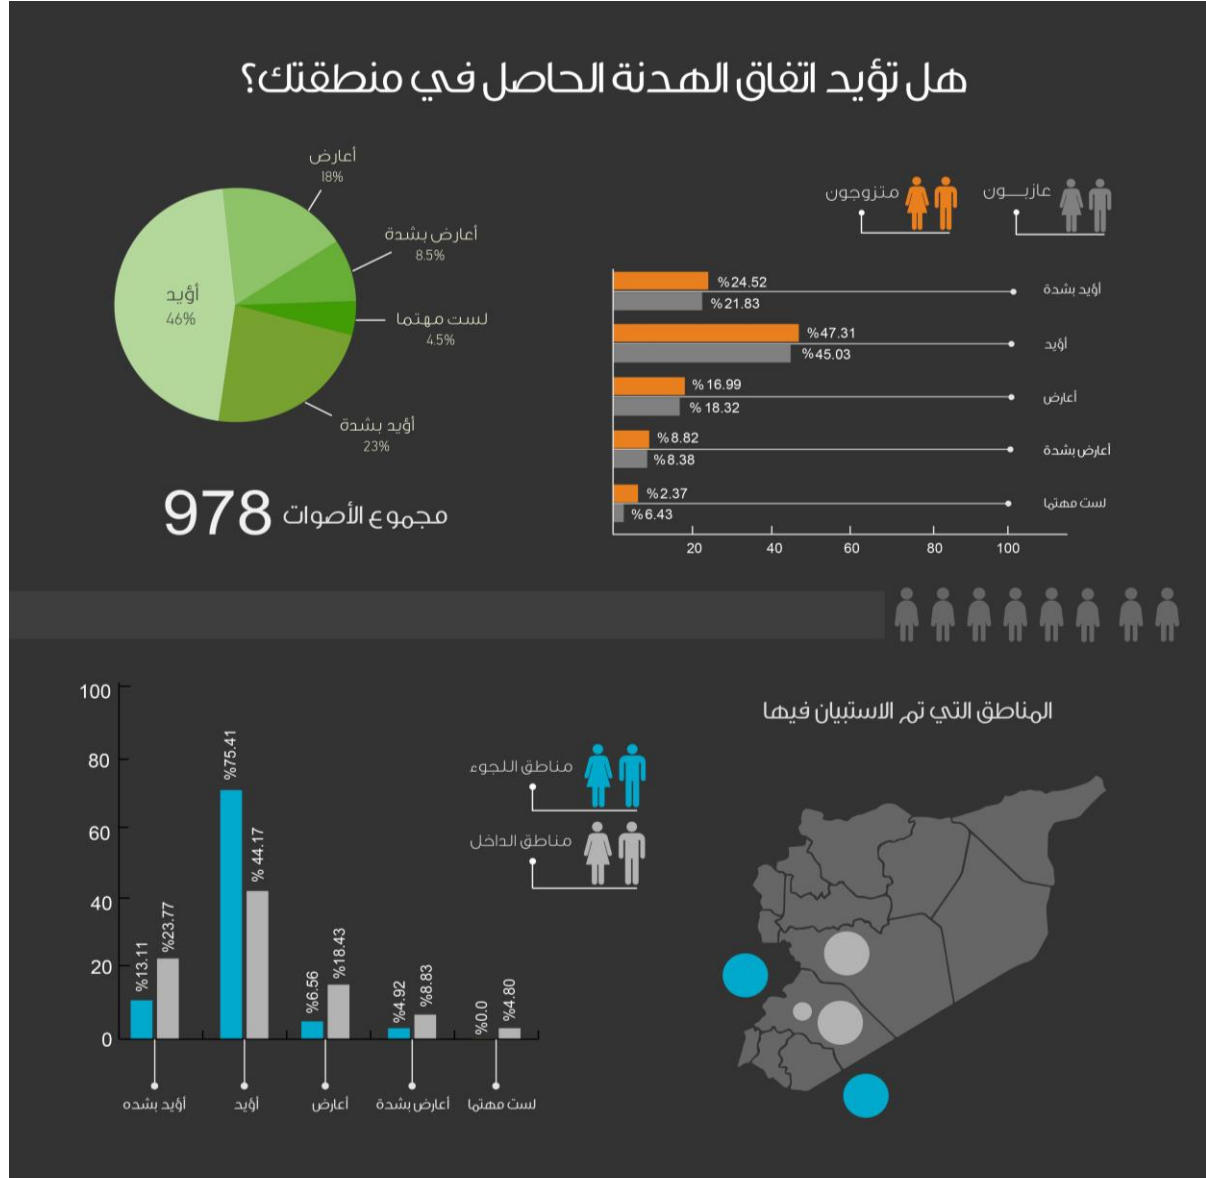 هل تؤيد اتفاق الهدنة الحاصل في منطقتك؟
عازبــون
متزوجون
أؤيد بشدة
%24.52
%21.83
أؤيد
%47.31
%45.03
أعارض
%16.99
%18.32
أعارض بشدة
%8.82
%8.38
لست مهتما
%2.37
%6.43
20 40 60 80 100
أعارض
18%
أعارض بشدة
8.5%
لست مهتما
4.5%
أؤيد بشدة
23%
أؤيد
46%
مجموع الأصوات 978
المناطق التي تم الاستبيان فيها
مناطق اللجوء
مناطق الداخل
100
80
60
40
20
0
%13.11
%23.77
%75.41
%44.17
%6.56
%18.43
%4.92
%8.83
%0.0
%4.80
أؤيد بشده
أؤيد
أعارض
أعارض بشدة
لست مهتما